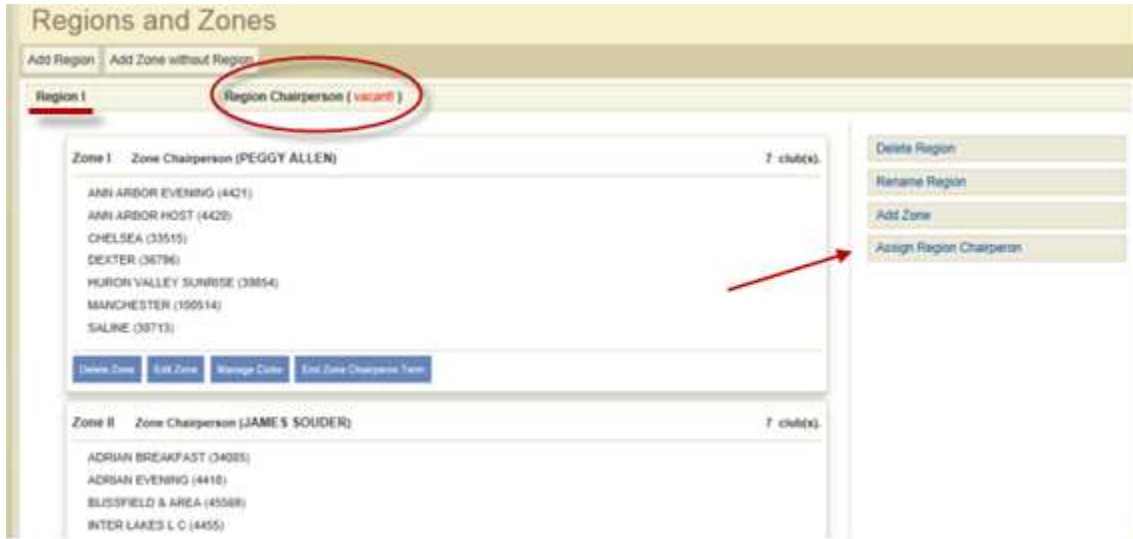 Regions and Zones
Add Region Add Zone without Region
Region I Region Chairperson ( vacant )
Zone I Zone Chairperson (PEGGY ALLEN) 7 club(s).
ANN ARBOR EVENING (4421)
ANN ARBOR HOST (4420)
CHELSEA (33515)
DEXTER (36796)
HURON VALLEY SUNRISE (39854)
MANCHESTER (100514)
SALINE (39713)
Delete Zone Edit Zone Manage Clubs End Zone Chairperson Term
Zone II Zone Chairperson (JAMES SOUDER) 7 club(s).
ADRIAN BREAKFAST (34085)
ADRIAN EVENING (4418)
BLISSFIELD & AREA
INTER LAKES L C (4455)
Delete Region
Rename Region
Add Zone
Assign Region Chairperon